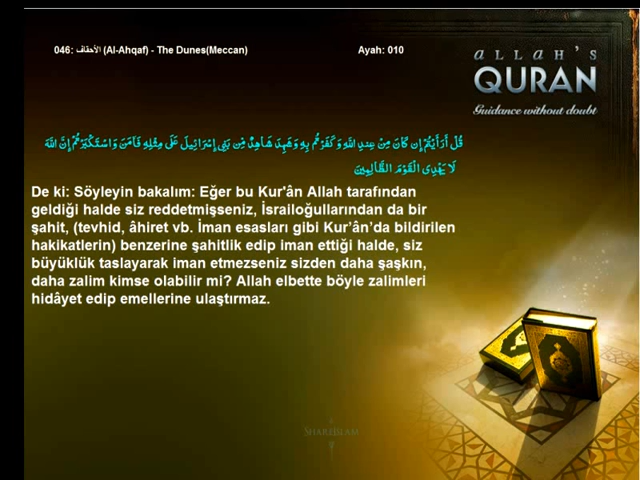 046: الأحقاف (Al-Ahqaf) - The Dunes(Meccan) Ayah: 010
ALLAH'S
QURAN
Guidance without doubt
قُلْ أَرَأَيْتُمْ إِن كَانَ مِنْ عِندِ اللَّهِ وَكَفَرْتُم بِهِ وَشَهِدَ شَاهِدٌ مِّن بَنِي إِسْرَائِيلَ عَلَى مِثْلِهِ فَآمَنَ وَاسْتَكْبَرْتُمْ إِنَّ اللَّهَ
لَا يَهْدِي الْقَوْمَ الظَّالِمِينَ
De ki: Söyleyin bakalım: Eğer bu Kur'ân Allah tarafından
geldiği halde siz reddetmişseniz, İsrailoğullarından da bir
şahit, (tevhid, âhiret vb. İman esasları gibi Kur’ân’da bildirilen
hakikatlerin) benzerine şahitlik edip iman ettiği halde, siz
büyüklük taslayarak iman etmezseniz sizden daha şaşkın,
daha zalim kimse olabilir mi? Allah elbette böyle zalimleri
hidâyet edip emellerine ulaştırmaz.
SHAREISLAM